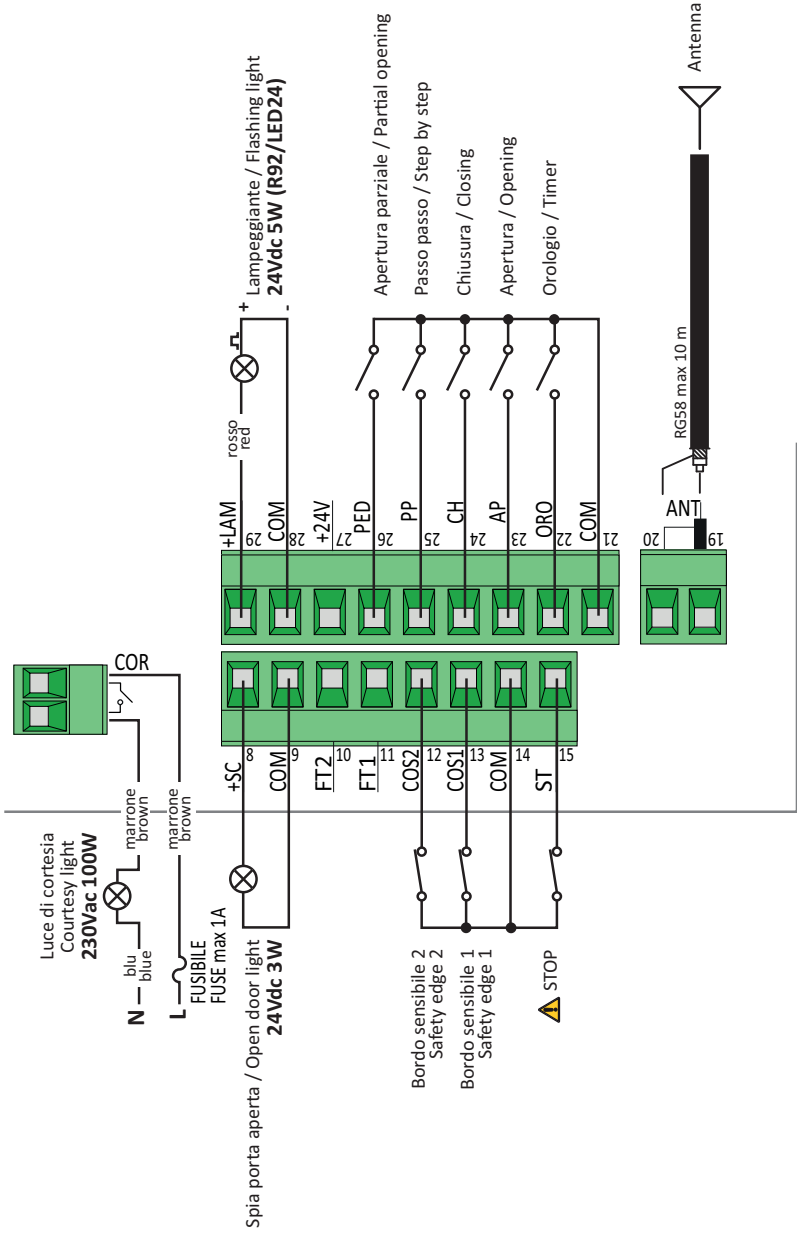 Luce di cortesia
Courtesy light
230Vac 100W
N
blu
blue
marrone
brown
COR
L
FUSIBILE
FUSE max 1A
marrone
brown
Spia porta aperta / Open door light
24Vdc 3W
+SC
8
COM
9
FT2
10
FT1
11
COS2
12
COS1
13
COM
14
ST
15
Bordo sensibile 2
Safety edge 2
Bordo sensibile 1
Safety edge 1
STOP
+LAM
29
COM
28
+24V
27
PED
26
PP
25
CH
24
AP
23
ORO
22
COM
21
rosso
red
+
-
Lampeggiante / Flashing light
24Vdc 5W (R92/LED24)
Apertura parziale / Partial opening
Passo passo / Step by step
Chiusura / Closing
Apertura / Opening
Orologio / Timer
20
ANT
19
RG58 max 10 m
Antenna